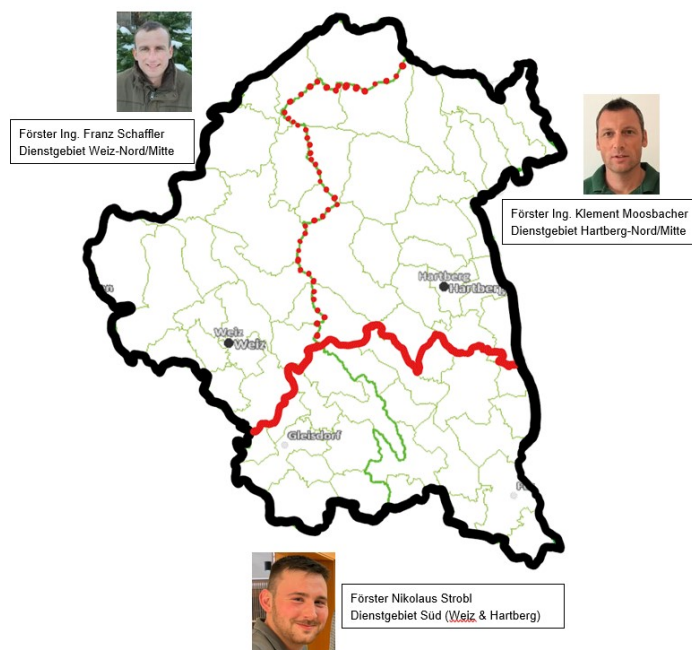 Förster Ing. Franz Schaffler
Dienstgebiet Weiz-Nord/Mitte
Förster Ing. Klement Moosbacher
Dienstgebiet Hartberg-Nord/Mitte
Hartberg
Hartberg
Weiz
Weiz
Gleisdorf
Förster Nikolaus Strobl
Dienstgebiet Süd (Weiz & Hartberg)